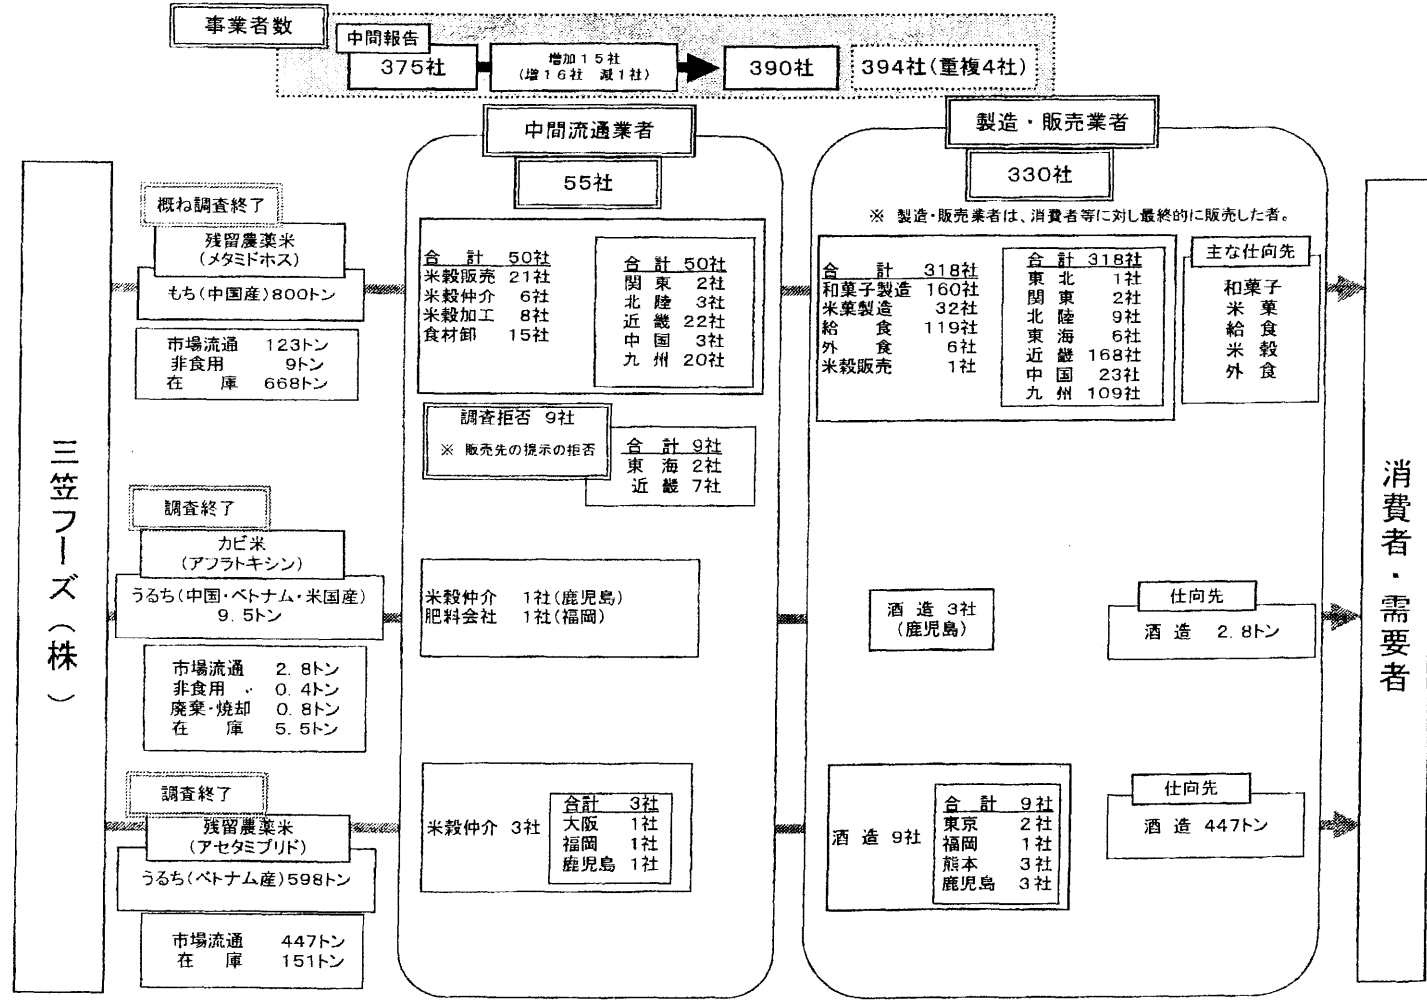 事業者数
中間報告
375社
増加15社
(増16社 減1社)
390社
394社(重複4社)
中間流通業者
55社
製造・販売業者
330社
※ 製造・販売業者は、消費者等に対し最終的に販売した者。
三笠フーズ(株)
概ね調査終了
残留農薬米
(メタミドホス)
もち(中国産)800トン
市場流通 123トン
非食用 9トン
在庫 668トン
合計 50社
米穀販売 21社
米穀仲介 6社
米穀加工 8社
食材卸 15社
合計 50社
関東 2社
北陸 3社
近畿 22社
中国 3社
九州 20社
調査拒否 9社
※ 販売先の提示の拒否
合計 9社
東海 2社
近畿 7社
合計 318社
和菓子製造 160社
米菓製造 32社
給食 119社
外食 6社
米穀販売 1社
合計 318社
東北 1社
関東 2社
北陸 9社
東海 6社
近畿 168社
中国 23社
九州 109社
主な仕向先
和菓子
米菓
給食
米穀
外食
調査終了
カビ米
(アフラトキシン)
うるち(中国・ベトナム・米国産)
9.5トン
市場流通 2.8トン
非食用 0.4トン
廃棄・焼却 0.8トン
在庫 5.5トン
米穀仲介 1社(鹿児島)
肥料会社 1社(福岡)
酒造 3社
(鹿児島)
仕向先
酒造 2.8トン
調査終了
残留農薬米
(アセタミプリド)
うるち(ベトナム産)598トン
市場流通 447トン
在庫 151トン
米穀仲介 3社
合計 3社
大阪 1社
福岡 1社
鹿児島 1社
酒造 9社
合計 9社
東京 2社
福岡 1社
熊本 3社
鹿児島 3社
仕向先
酒造 447トン
消費者・需要者